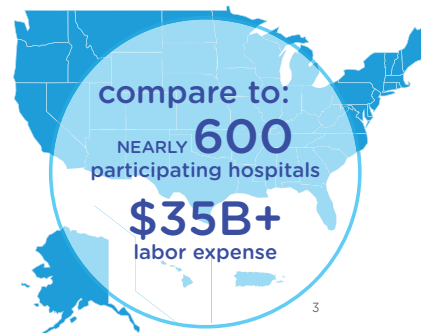 compare to:
NEARLY 600
participating hospitals
$35B+
labor expense
3